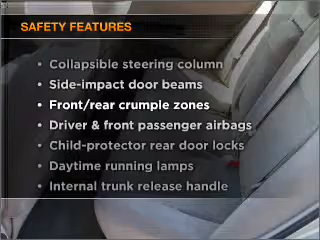 SAFETY FEATURES
• Collapsible steering column
• Side-impact door beams
• Front/rear crumple zones
• Driver & front passenger airbags
• Child-protector rear door locks
• Daytime running lamps
• Internal trunk release handle